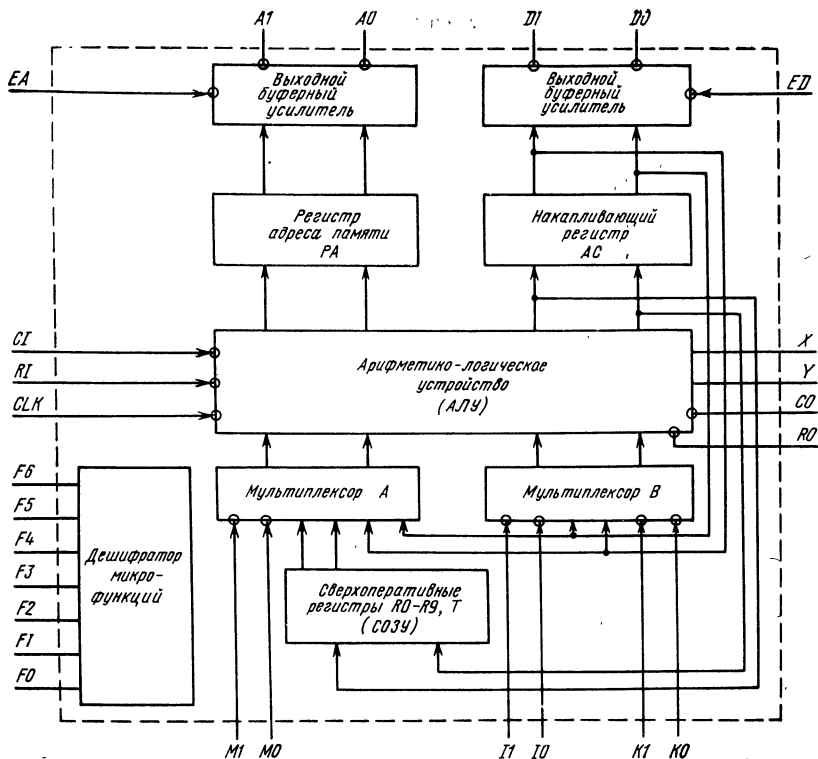 A1 A0 D1 D0
EA
Выходной
буферный
усилитель
Выходной
буферный
усилитель
ED
Регистр
адреса памяти
РА
Накапливающий
регистр
АС
CI
RI
CLK
Арифметико-логическое
устройство
(АЛУ)
X
Y
CO
RO
F6
F5
F4
F3
F2
F1
F0
Дешифратор
микро-
функций
Мультиплексор А
Мультиплексор В
Сверхоперативные
регистры R0-R9, T
(СОЗУ)
M1 M0 I1 I0 K1 K0